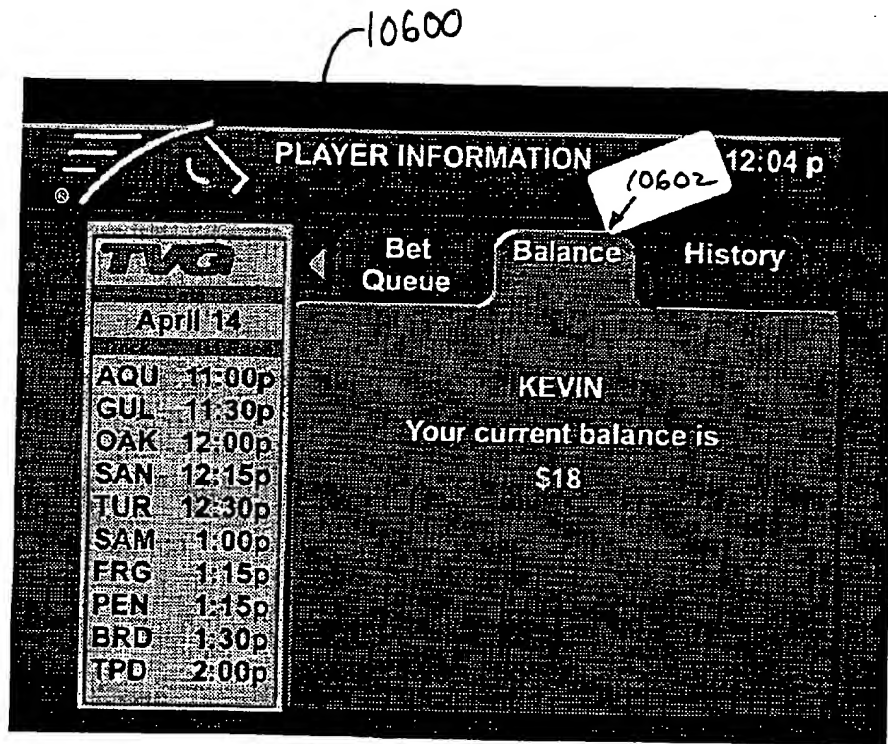 10600
PLAYER INFORMATION 12:04 p
10602
®
TVG
Bet Queue
Balance
History
April 14
AQU 11:00p
GUL 11:30p
OAK 12:00p
SAN 12:15p
TUR 12:30p
SAM 1:00p
FRG 1:15p
PEN 1:15p
BRD 1:30p
TPD 2:00p
KEVIN
Your current balance is
$18